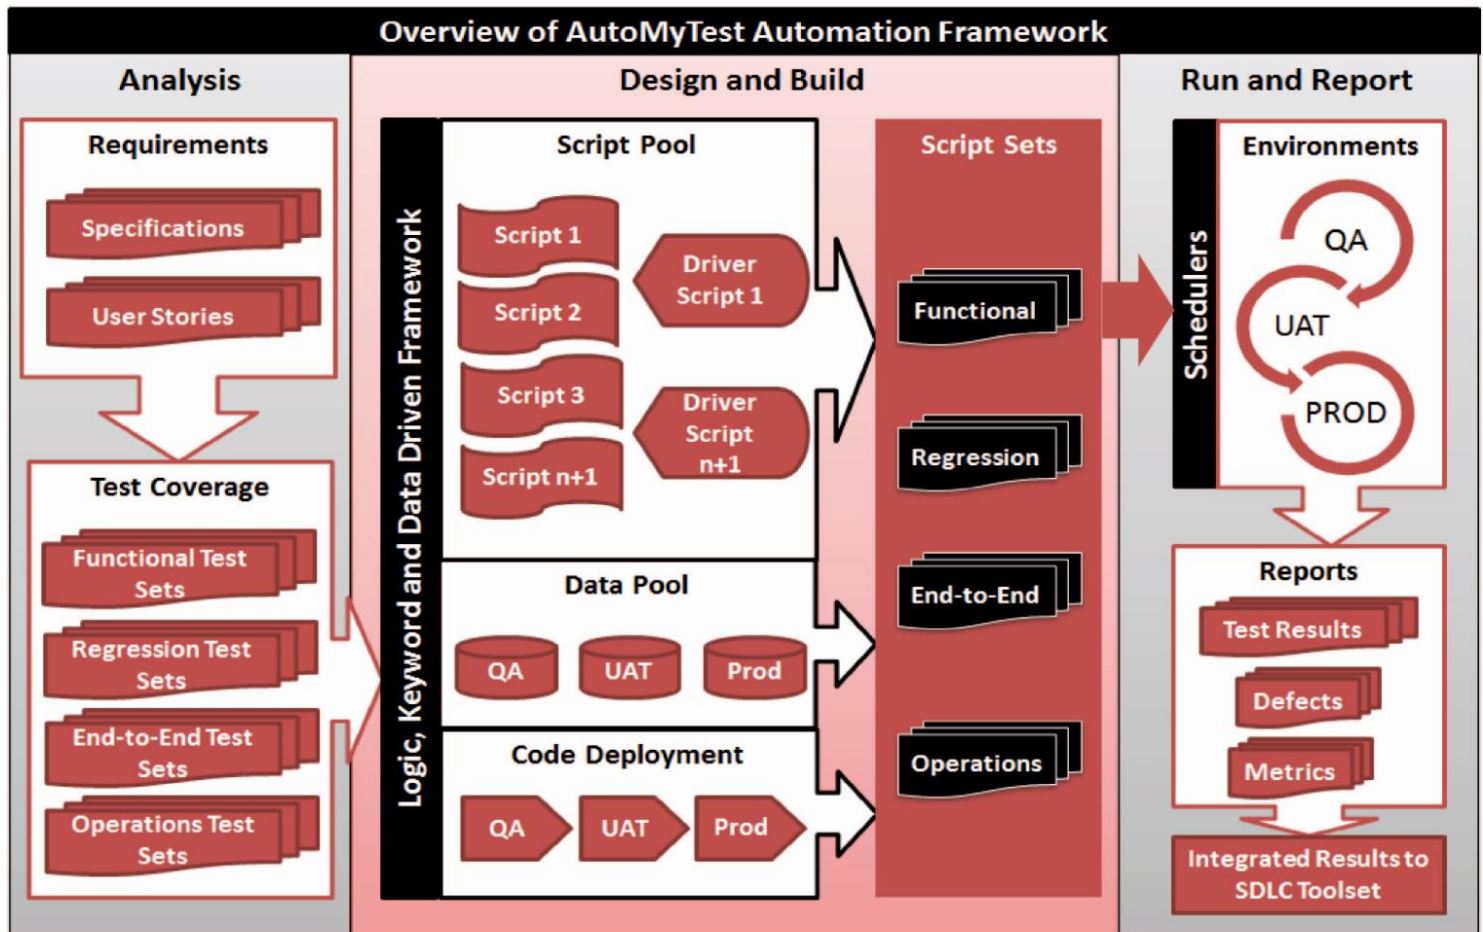 Overview of AutoMyTest Automation Framework
Analysis
Requirements
Specifications
User Stories
Test Coverage
Functional Test
Sets
Regression Test
Sets
End-to-End Test
Sets
Operations Test
Sets
Design and Build
Logic, Keyword and Data Driven Framework
Script Pool
Script 1
Script 2
Script 3
Script n+1
Driver
Script 1
Driver
Script
n+1
Data Pool
QA
UAT
Prod
Code Deployment
QA
UAT
Prod
Script Sets
Functional
Regression
End-to-End
Operations
Run and Report
Schedulers
Environments
QA
UAT
PROD
Reports
Test Results
Defects
Metrics
Integrated Results to
SDLC Toolset